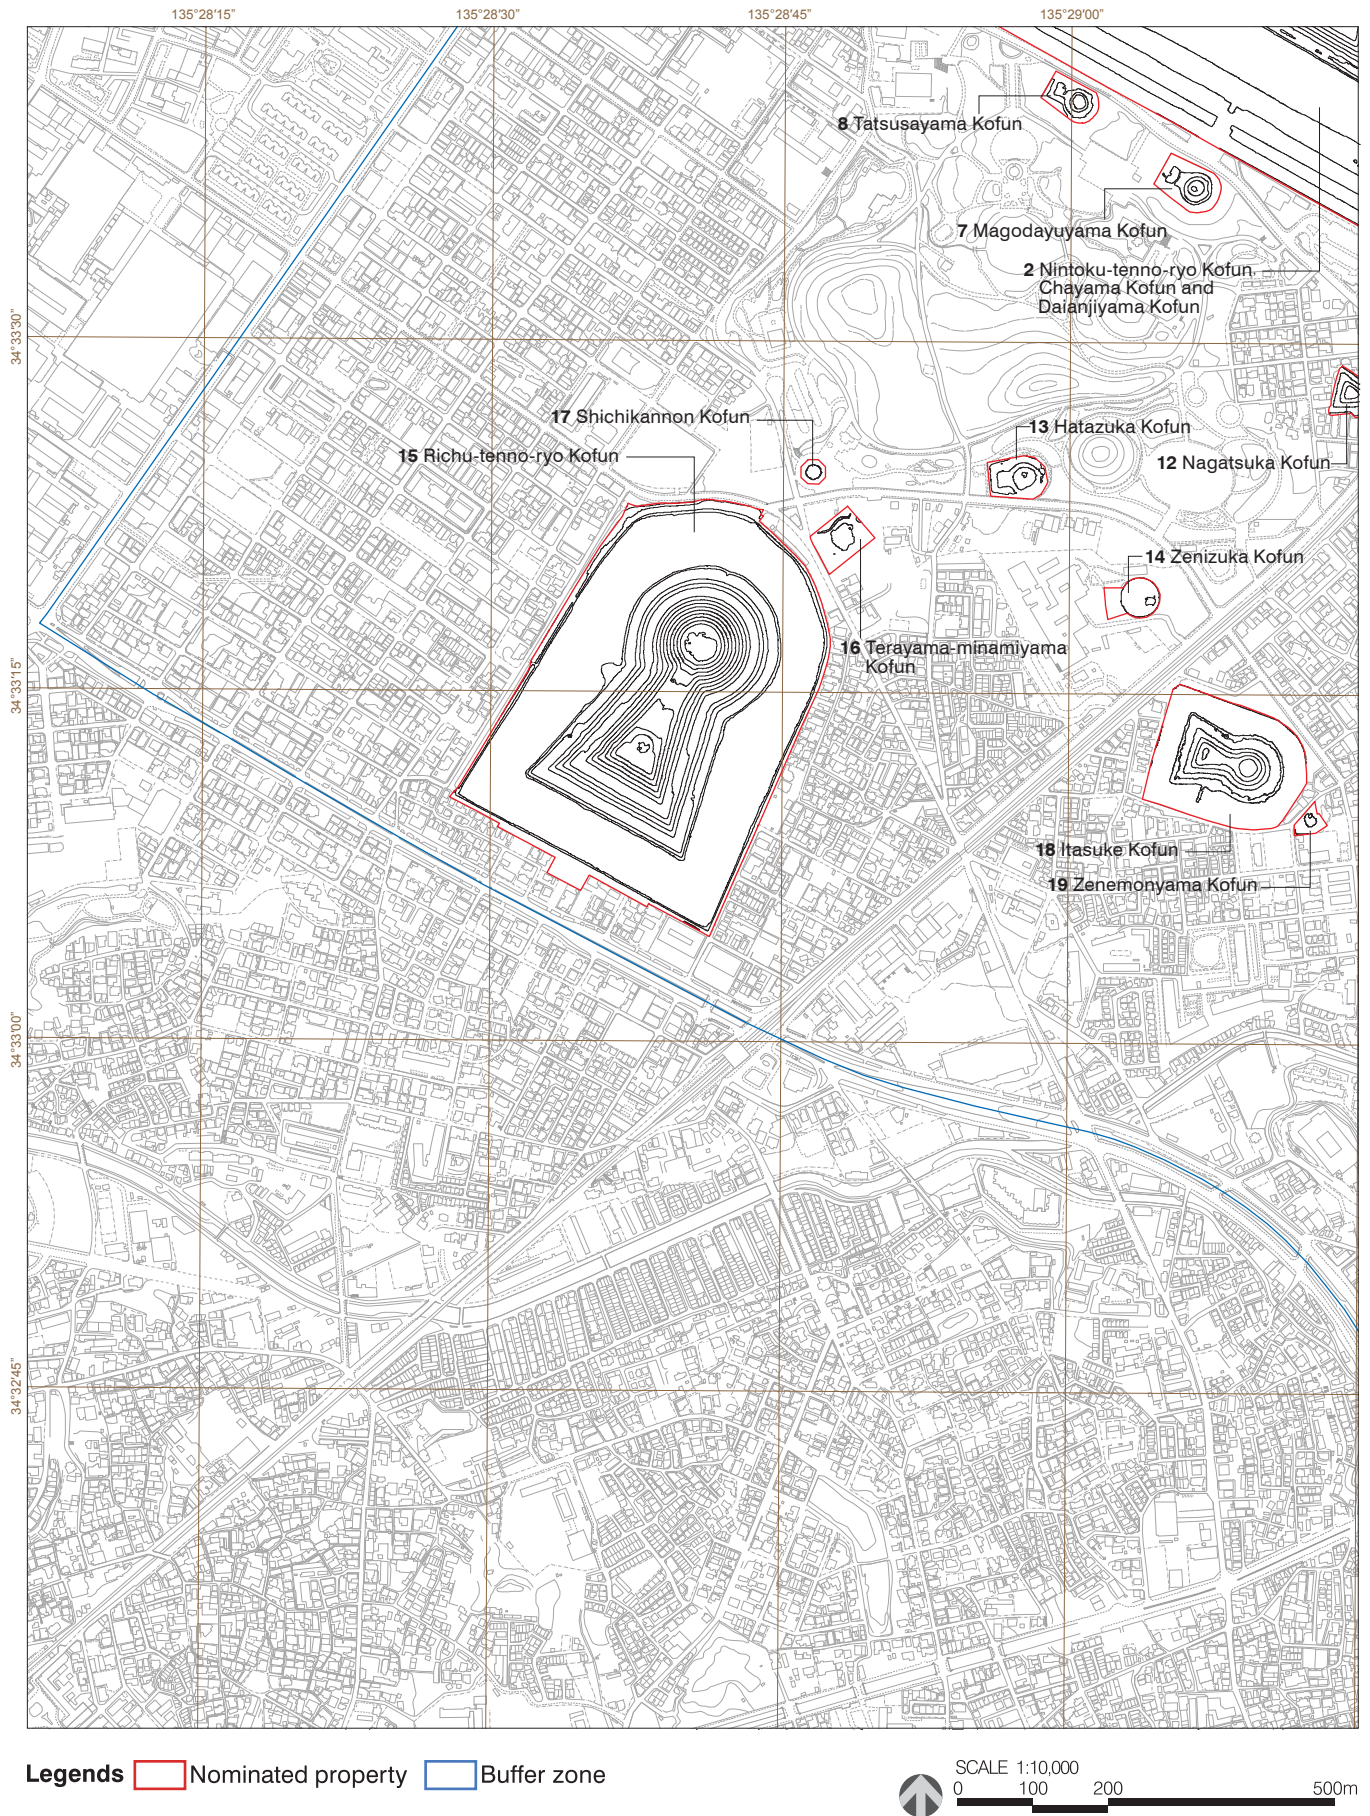 135°28'15"
135°28'30"
135°28'45"
135°29'00"
34°33'30"
34°33'15"
34°33'00"
34°32'45"
8 Tatsusayama Kofun
7 Magodayuyama Kofun
2 Nintoku-tenno-ryo Kofun
Chayama Kofun and
Daianjiyama Kofun
17 Shichikannon Kofun
13 Hatazuka Kofun
15 Richu-tenno-ryo Kofun
12 Nagatsuka Kofun
14 Zenizuka Kofun
16 Terayama-minamiyama
Kofun
18 Itasuke Kofun
19 Zenemonyama Kofun
Legends
Nominated property
Buffer zone
SCALE 1:10,000
0 100 200 500m